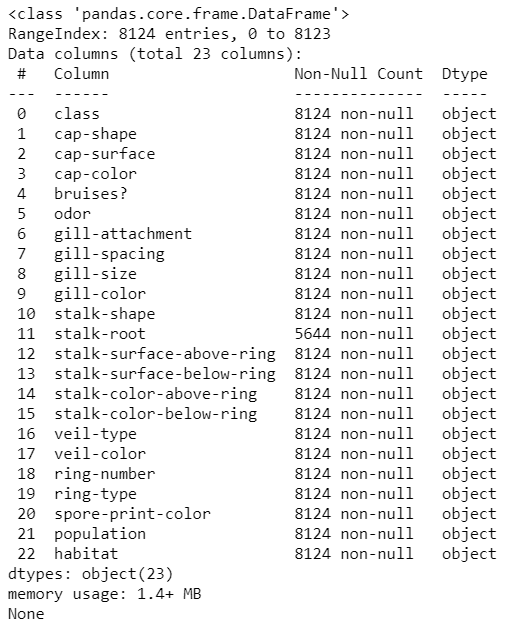 <class 'pandas.core.frame.DataFrame'>
RangeIndex: 8124 entries, 0 to 8123
Data columns (total 23 columns):
 #   Column                    Non-Null Count  Dtype
---  ------                    --------------  -----
 0   class                     8124 non-null   object
 1   cap-shape                 8124 non-null   object
 2   cap-surface               8124 non-null   object
 3   cap-color                 8124 non-null   object
 4   bruises?                  8124 non-null   object
 5   odor                      8124 non-null   object
 6   gill-attachment           8124 non-null   object
 7   gill-spacing              8124 non-null   object
 8   gill-size                 8124 non-null   object
 9   gill-color                8124 non-null   object
 10  stalk-shape               8124 non-null   object
 11  stalk-root                5644 non-null   object
 12  stalk-surface-above-ring  8124 non-null   object
 13  stalk-surface-below-ring  8124 non-null   object
 14  stalk-color-above-ring    8124 non-null   object
 15  stalk-color-below-ring    8124 non-null   object
 16  veil-type                 8124 non-null   object
 17  veil-color                8124 non-null   object
 18  ring-number               8124 non-null   object
 19  ring-type                 8124 non-null   object
 20  spore-print-color         8124 non-null   object
 21  population                8124 non-null   object
 22  habitat                   8124 non-null   object
dtypes: object(23)
memory usage: 1.4+ MB
None